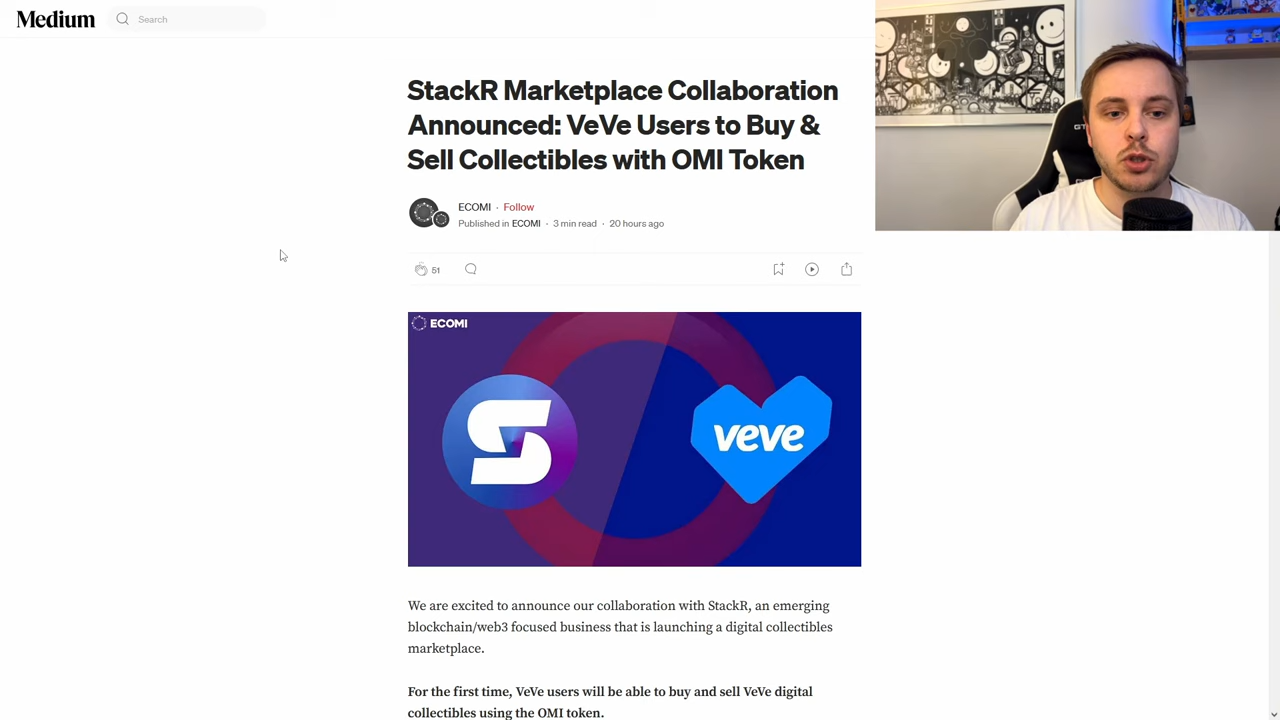 Medium
Search
StackR Marketplace Collaboration
Announced: VeVe Users to Buy &
Sell Collectibles with OMI Token
ECOMI · Follow
Published in ECOMI · 3 min read · 20 hours ago
51
ECOMI
S
veve
GT
We are excited to announce our collaboration with StackR, an emerging
blockchain/web3 focused business that is launching a digital collectibles
marketplace.
For the first time, VeVe users will be able to buy and sell VeVe digital
collectibles using the OMI token.